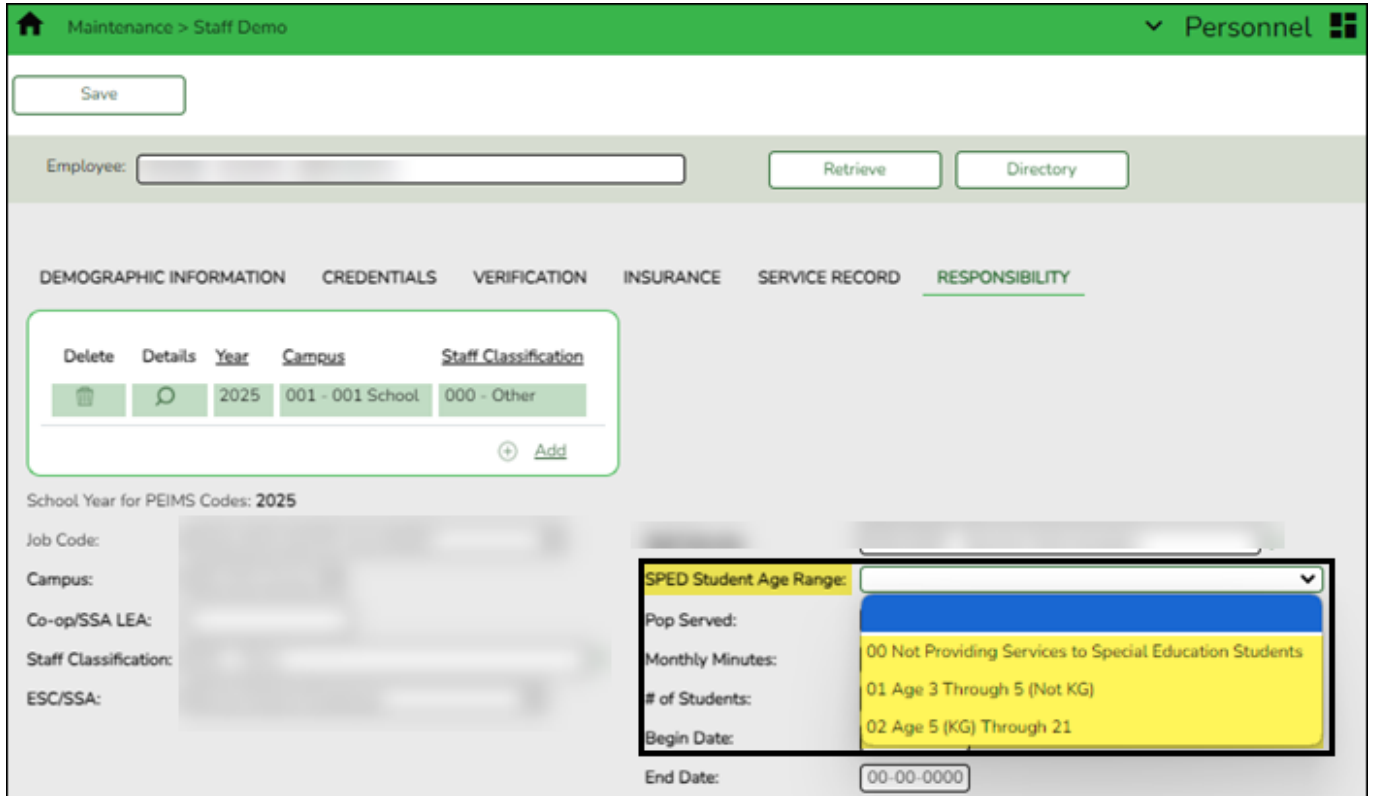 Maintenance > Staff Demo
Personnel
Save
Employee:
Retrieve
Directory
DEMOGRAPHIC INFORMATION CREDENTIALS VERIFICATION INSURANCE SERVICE RECORD RESPONSIBILITY
Delete Details Year Campus Staff Classification
2025 001 - 001 School 000 - Other
Add
School Year for PEIMS Codes: 2025
Job Code:
Campus:
Co-op/SSA LEA:
Staff Classification:
ESC/SSA:
SPED Student Age Range:
Pop Served:
Monthly Minutes:
# of Students:
Begin Date:
00 Not Providing Services to Special Education Students
01 Age 3 Through 5 (Not KG)
02 Age 5 (KG) Through 21
End Date: 00-00-0000